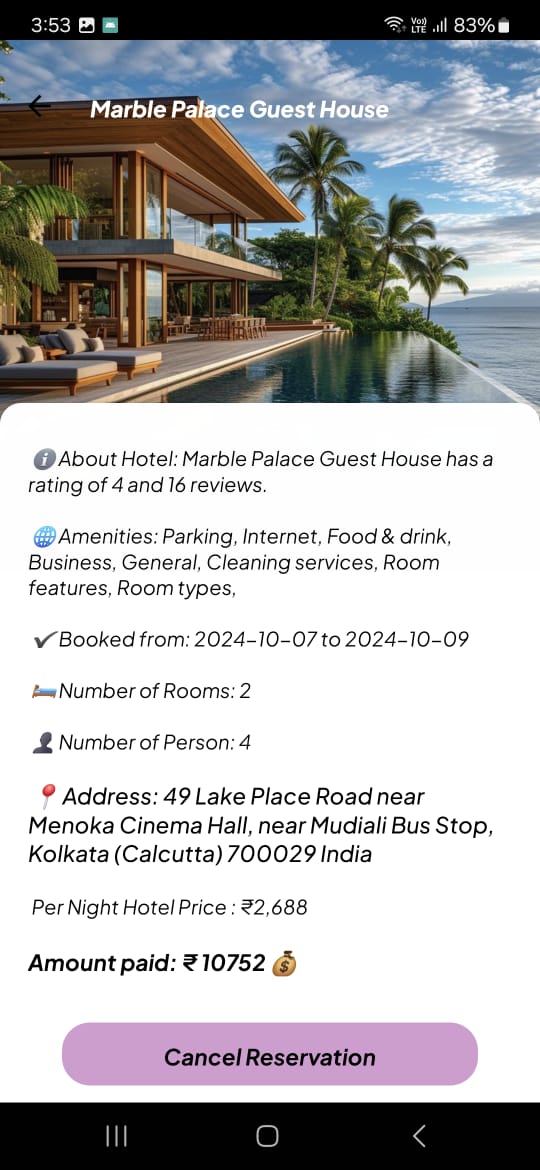 3:53 Vo) LTE 83%
Marble Palace Guest House
About Hotel: Marble Palace Guest House has a
rating of 4 and 16 reviews.
Amenities: Parking, Internet, Food & drink,
Business, General, Cleaning services, Room
features, Room types,
Booked from: 2024-10-07 to 2024-10-09
Number of Rooms: 2
Number of Person: 4
Address: 49 Lake Place Road near
Menoka Cinema Hall, near Mudiali Bus Stop,
Kolkata (Calcutta) 700029 India
Per Night Hotel Price : ₹2,688
Amount paid: ₹ 10752
Cancel Reservation